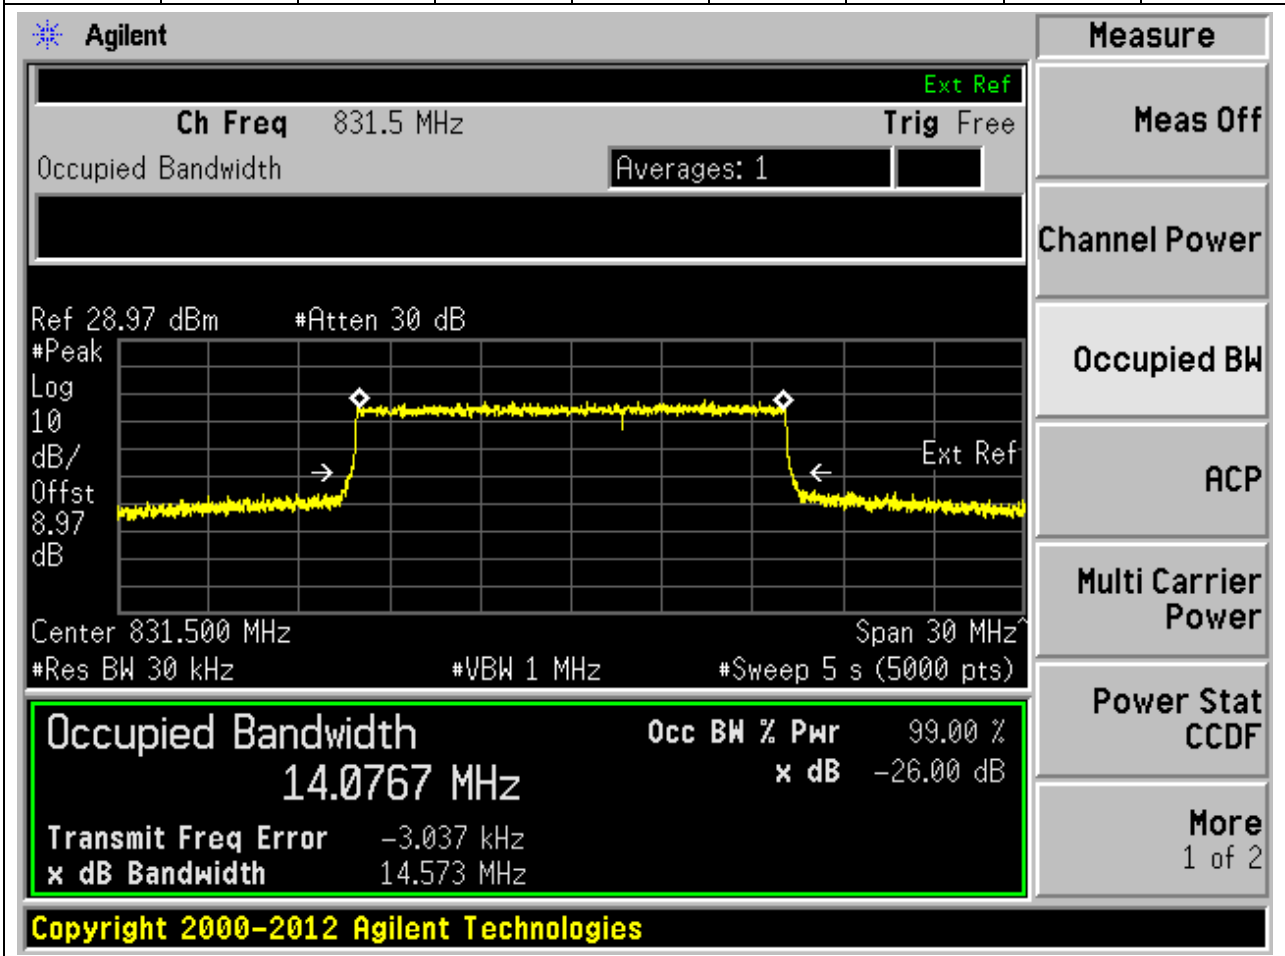 Agilent
Measure
Ext Ref
Ch Freq 831.5 MHz Trig Free
Meas Off
Occupied Bandwidth Averages: 1
Channel Power
Ref 28.97 dBm #Atten 30 dB
#Peak
Log
10
dB/
Offst
8.97
dB
Ext Ref
Occupied BW
ACP
Center 831.500 MHz Span 30 MHz^
#Res BW 30 kHz #VBW 1 MHz #Sweep 5 s (5000 pts)
Multi Carrier
Power
Occupied Bandwidth Occ BW % Pwr 99.00 %
14.0767 MHz x dB -26.00 dB
Transmit Freq Error -3.037 kHz
x dB Bandwidth 14.573 MHz
Power Stat
CCDF
More
1 of 2
Copyright 2000-2012 Agilent Technologies